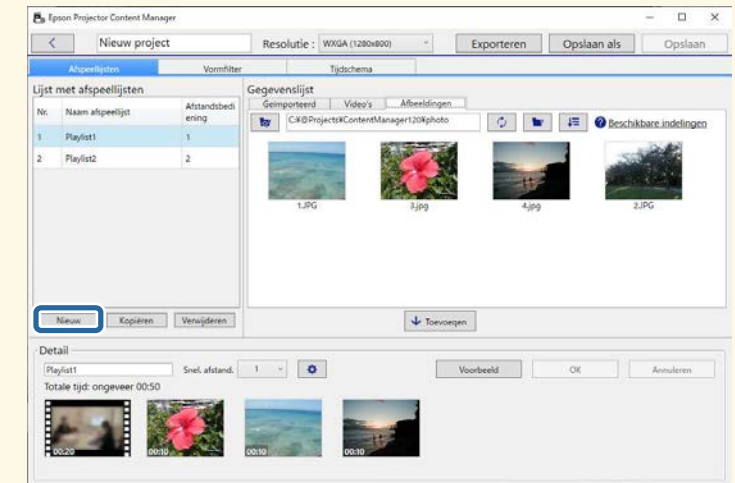 Epson Projector Content Manager
Nieuw project
Resolutie : WXGA (1280x800)
Exporteren
Opslaan als
Opslaan
Afspeellijsten
Vormfilter
Tijdschema
Lijst met afspeellijsten
Nr. Naam afspeellijst Afstandsbedi
ening
1 Playlist1 1
2 Playlist2 2
Nieuw
Kopiëren
Verwijderen
Gegevenslijst
Geïmporteerd
Video's
Afbeeldingen
C:¥@Projects¥ContentManager120¥photo
Beschikbare indelingen
1.JPG
3.jpg
4.jpg
2.JPG
Toevoegen
Detail
Playlist1
Snel. afstand. 1
Voorbeeld
OK
Annuleren
Totale tijd: ongeveer 00:50
00:20
00:10
00:10
00:10